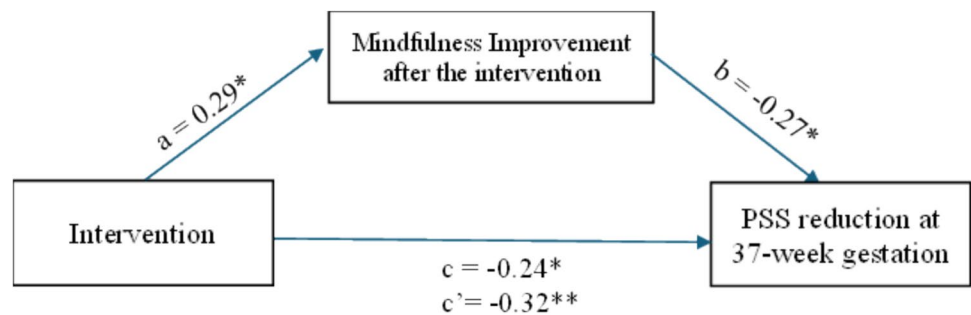 Mindfulness Improvement
after the intervention
a = 0.29*
b = -0.27*
Intervention
PSS reduction at
37-week gestation
c = -0.24*
c’= -0.32**